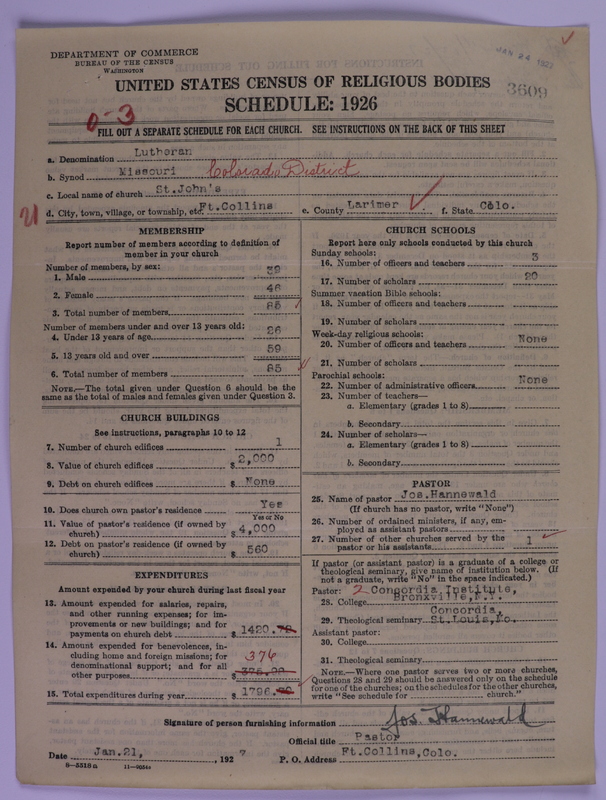 DEPARTMENT OF COMMERCE
BUREAU OF THE CENSUS
WASHINGTON
JAN 24 1927
UNITED STATES CENSUS OF RELIGIOUS BODIES
SCHEDULE: 1926
3609
0-3
FILL OUT A SEPARATE SCHEDULE FOR EACH CHURCH. SEE INSTRUCTIONS ON THE BACK OF THIS SHEET
a. Denomination Lutheran
b. Synod Missouri Colorado District
c. Local name of church St.John's
d. City, town, village, or township, etc. Ft.Collins e. County Larimer f. State Colo.
MEMBERSHIP
Report number of members according to definition of
member in your church
Number of members, by sex:
1. Male 39
2. Female 46
3. Total number of members 85
Number of members under and over 13 years old:
4. Under 13 years of age 26
5. 13 years old and over 59
6. Total number of members 85
NOTE.—The total given under Question 6 should be the
same as the total of males and females given under Question 3.
CHURCH BUILDINGS
See instructions, paragraphs 10 to 12
7. Number of church edifices 1
8. Value of church edifices $ 2,000
9. Debt on church edifices $ None
10. Does church own pastor's residence Yes
Yes or No
11. Value of pastor's residence (if owned by
church) $ 4,000
12. Debt on pastor's residence (if owned by
church) $ 560
EXPENDITURES
Amount expended by your church during last fiscal year
13. Amount expended for salaries, repairs,
and other running expenses; for im-
provements or new buildings; and for
payments on church debt $ 1420.72
14. Amount expended for benevolences, in-
cluding home and foreign missions; for
denominational support; and for all
other purposes $ 376
15. Total expenditures during year $ 1796.
CHURCH SCHOOLS
Report here only schools conducted by this church
Sunday schools:
16. Number of officers and teachers 3
17. Number of scholars 20
Summer vacation Bible schools:
18. Number of officers and teachers
19. Number of scholars
Week-day religious schools:
20. Number of officers and teachers None
21. Number of scholars
Parochial schools:
22. Number of administrative officers None
23. Number of teachers—
a. Elementary (grades 1 to 8)
b. Secondary
24. Number of scholars—
a. Elementary (grades 1 to 8)
b. Secondary
PASTOR
25. Name of pastor Jos.Hannewald
(If church has no pastor, write "None")
26. Number of ordained ministers, if any, em-
ployed as assistant pastors
27. Number of other churches served by the
pastor or his assistants 1
If pastor (or assistant pastor) is a graduate of a college or
theological seminary, give name of institution below. (If
not a graduate, write "No" in the space indicated.)
Pastor: 2 Concordia Institute,
28. College Bronxville,N.Y.
Concordia,
29. Theological seminary St.Louis,Mo.
Assistant pastor:
30. College
31. Theological seminary
NOTE.—Where one pastor serves two or more churches,
Questions 28 and 29 should be answered only on the schedule
for one of the churches; on the schedules for the other churches,
write "See schedule for church."
Signature of person furnishing information Jos. Hannewald
Official title Pastor
Date Jan.21, 1927 P. O. Address Ft.Collins,Colo.
8—5518a 11—9054